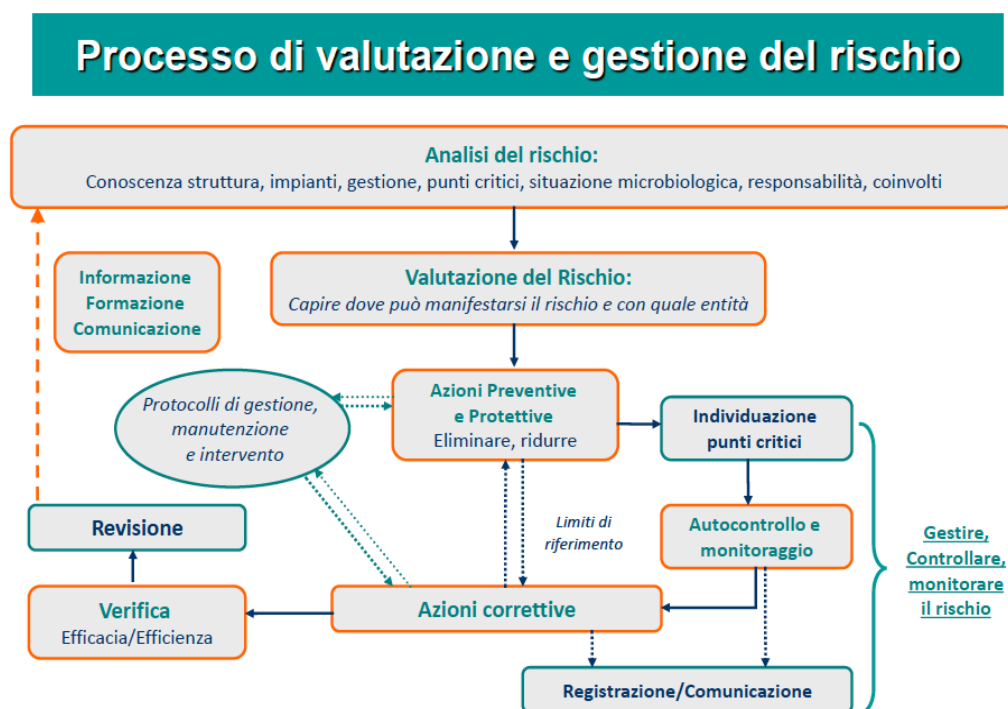 Processo di valutazione e gestione del rischio
Analisi del rischio:
Conoscenza struttura, impianti, gestione, punti critici, situazione microbiologica, responsabilità, coinvolti
Informazione
Formazione
Comunicazione
Valutazione del Rischio:
Capire dove può manifestarsi il rischio e con quale entità
Protocolli di gestione,
manutenzione
e intervento
Azioni Preventive
e Protettive
Eliminare, ridurre
Individuazione
punti critici
Revisione
Limiti di
riferimento
Autocontrollo e
monitoraggio
Gestire,
Controllare,
monitorare
il rischio
Verifica
Efficacia/Efficienza
Azioni correttive
Registrazione/Comunicazione